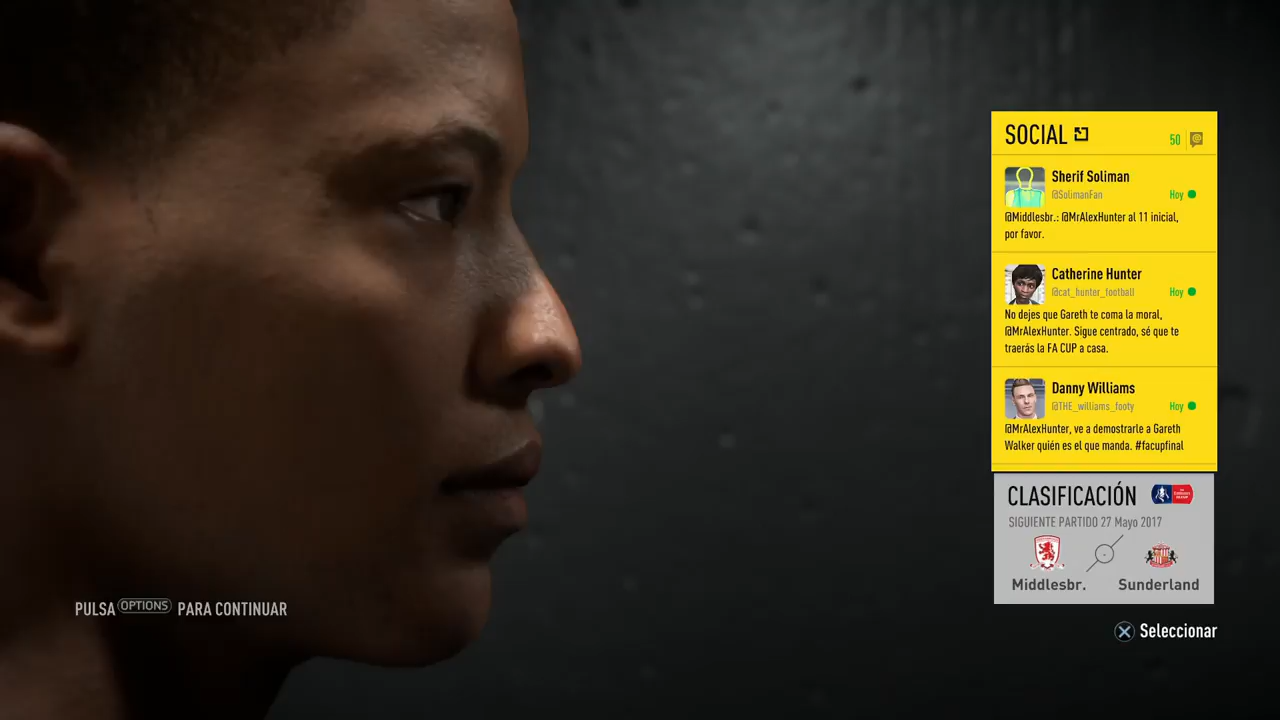 SOCIAL
50
Sherif Soliman
@SolimanFan
Hoy
@Middlesbr.: @MrAlexHunter al 11 inicial,
por favor.
Catherine Hunter
@cat_hunter_football
Hoy
No dejes que Gareth te coma la moral,
@MrAlexHunter. Sigue centrado, sé que te
traerás la FA CUP a casa.
Danny Williams
@THE_williams_footy
Hoy
@MrAlexHunter, ve a demostrarle a Gareth
Walker quién es el que manda. #facupfinal
CLASIFICACIÓN
SIGUIENTE PARTIDO 27 Mayo 2017
Middlesbr.
Sunderland
PULSA OPTIONS PARA CONTINUAR
Seleccionar